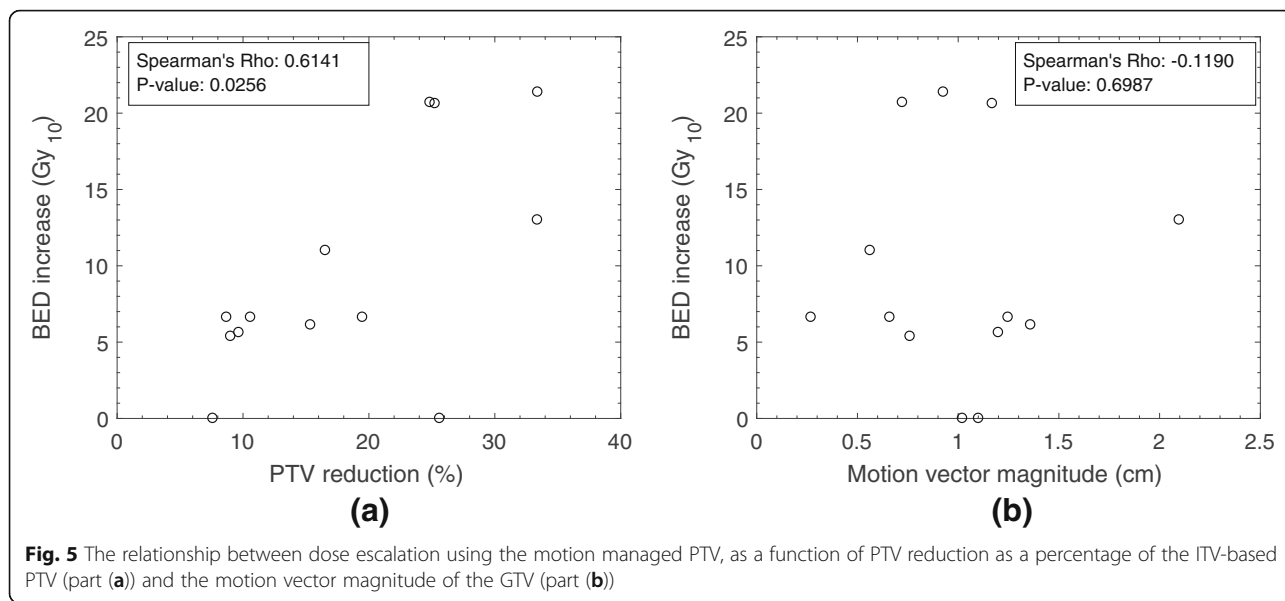 Spearman's Rho: 0.6141
P-value: 0.0256
BED increase (Gy 10)
25
20
15
10
5
0
0 10 20 30 40
PTV reduction (%)
(a)
Spearman's Rho: -0.1190
P-value: 0.6987
BED increase (Gy 10)
25
20
15
10
5
0
0 0.5 1 1.5 2 2.5
Motion vector magnitude (cm)
(b)
Fig. 5 The relationship between dose escalation using the motion managed PTV, as a function of PTV reduction as a percentage of the ITV-based
PTV (part (a)) and the motion vector magnitude of the GTV (part (b))